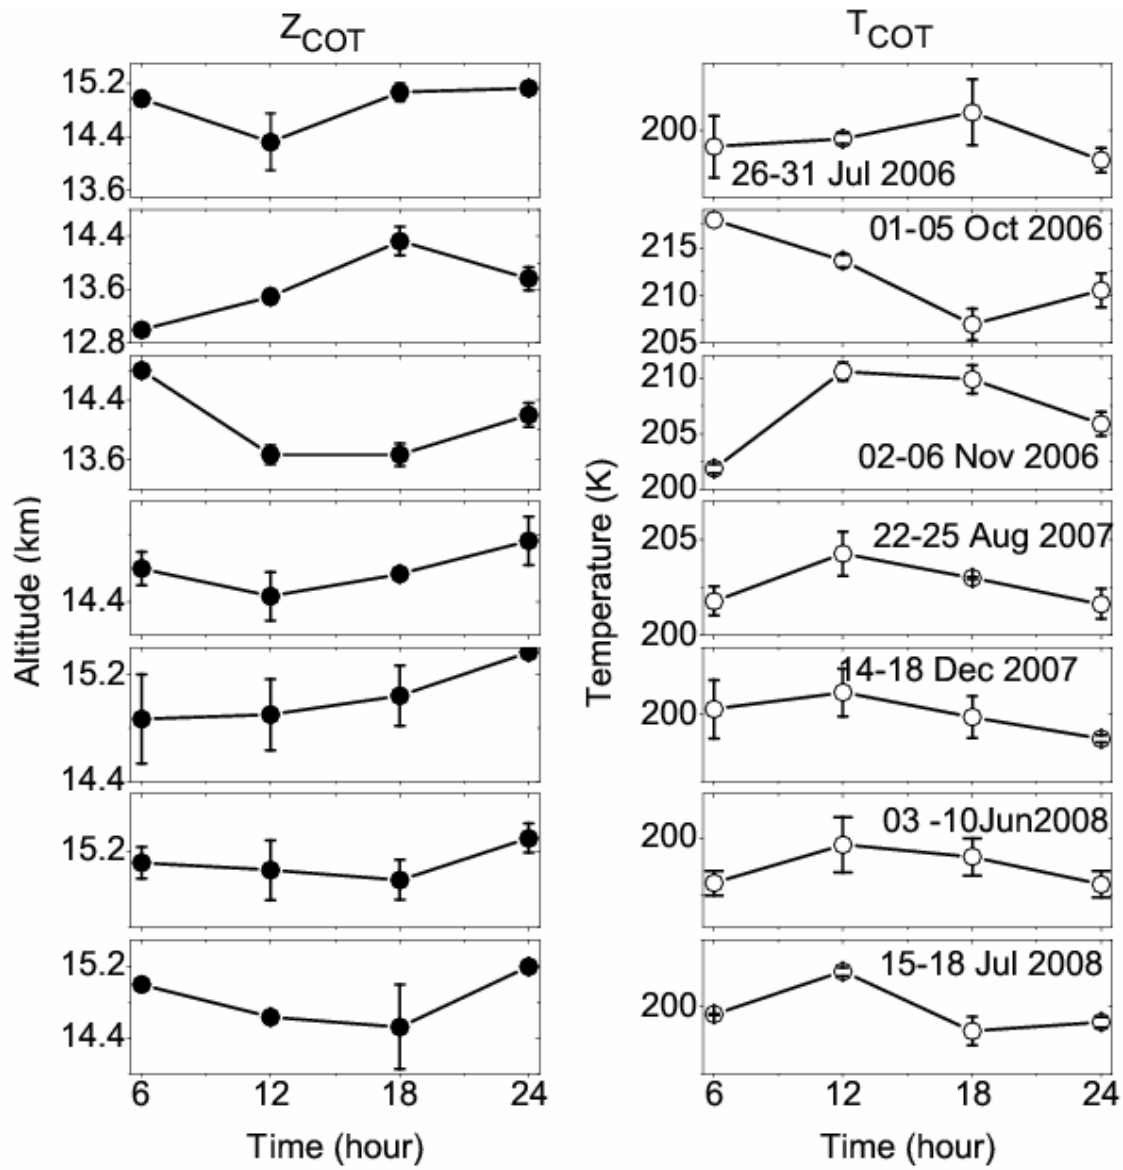 Z_COT
T_COT
15.2
14.4
13.6
200
26-31 Jul 2006
14.4
13.6
12.8
215
210
205
01-05 Oct 2006
14.4
13.6
210
205
200
02-06 Nov 2006
14.4
205
200
22-25 Aug 2007
15.2
14.4
200
14-18 Dec 2007
15.2
200
03 -10Jun2008
15.2
14.4
200
15-18 Jul 2008
Altitude (km)
Temperature (K)
6 12 18 24
6 12 18 24
Time (hour)
Time (hour)